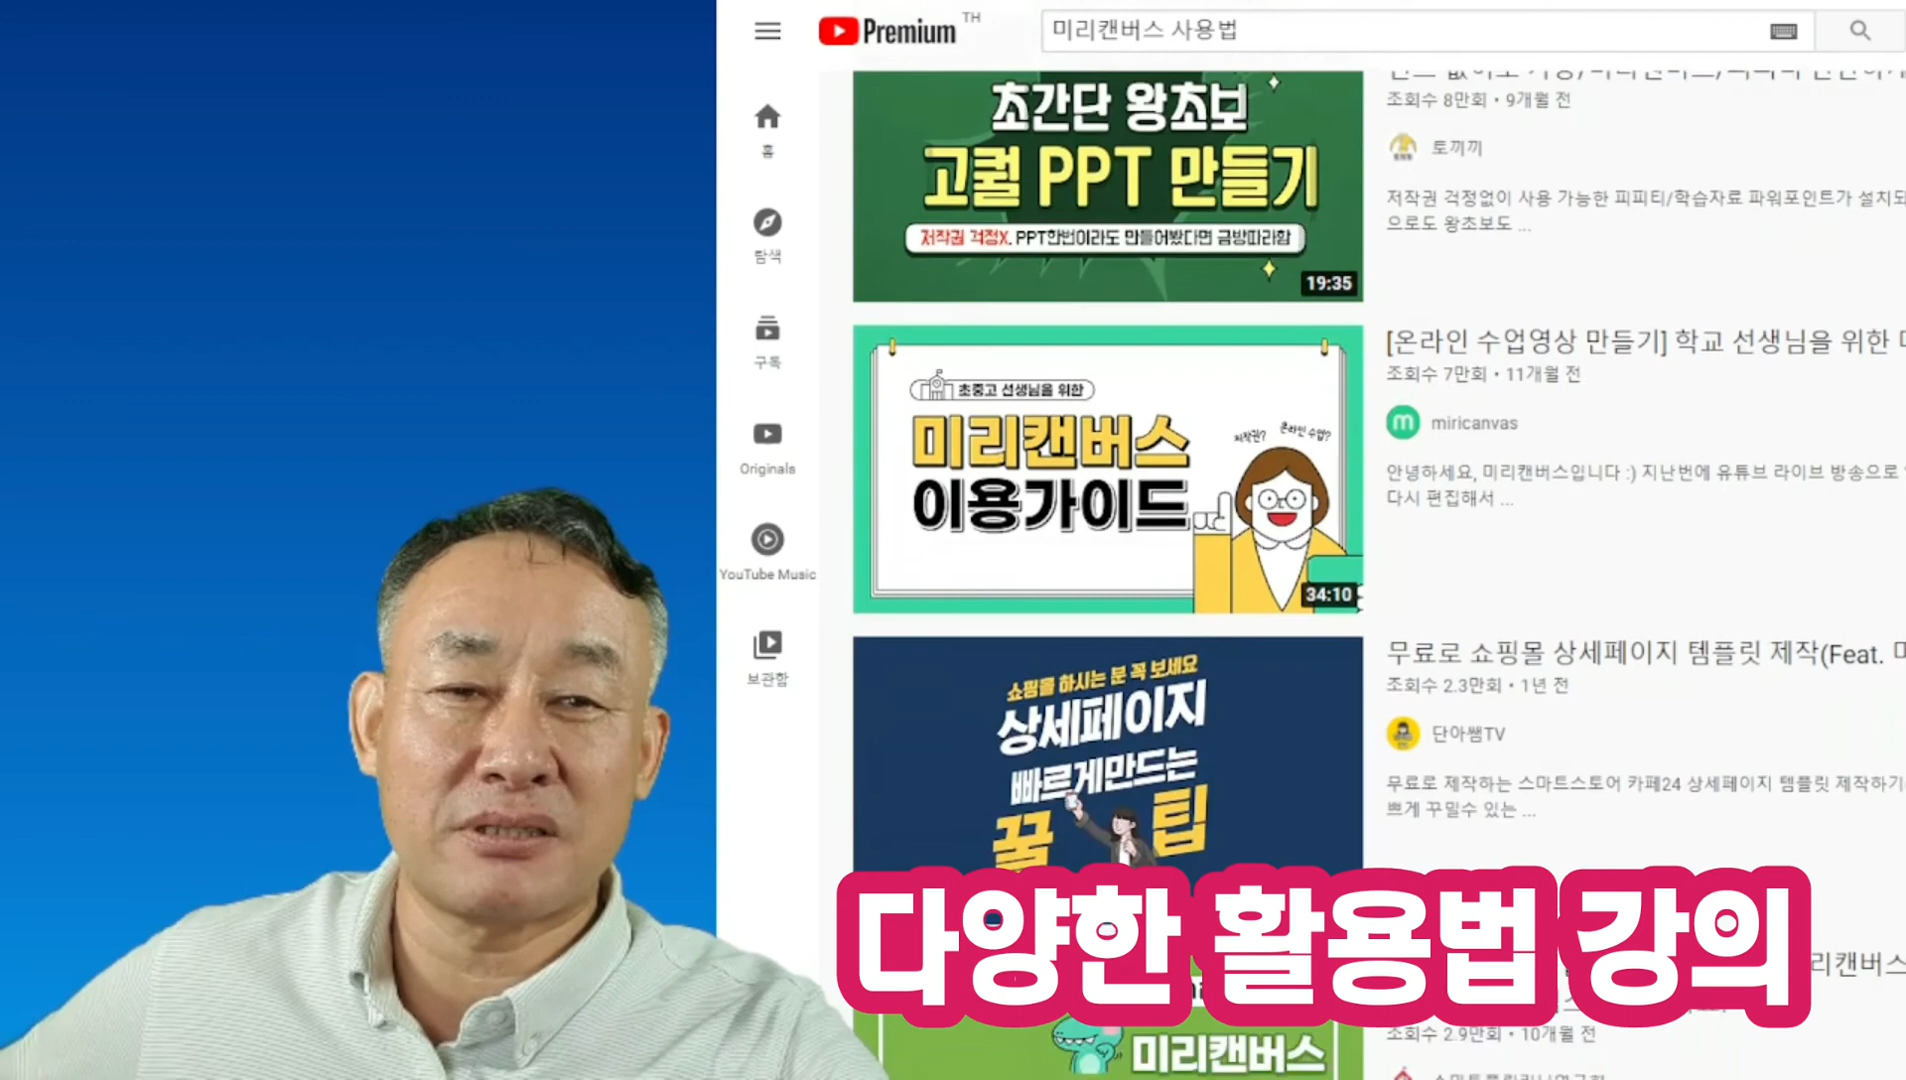 Premium TH
미리캔버스 사용법
홈
탐색
구독
Originals
YouTube Music
보관함
초간단 왕초보
고퀄 PPT 만들기
저작권 걱정X. PPT한번이라도 만들어봤다면 금방따라함
19:35
조회수 8만회 • 9개월 전
토끼끼
저작권 걱정없이 사용 가능한 피피티/학습자료 파워포인트가 설치되
으로도 왕초보도 ...
초중고 선생님을 위한
미리캔버스
이용가이드
저작권? 온라인 수업?
34:10
[온라인 수업영상 만들기] 학교 선생님을 위한
조회수 7만회 • 11개월 전
miricanvas
안녕하세요, 미리캔버스입니다 :) 지난번에 유튜브 라이브 방송으로
다시 편집해서 ...
쇼핑몰 하시는 분 꼭 보세요
상세페이지
빠르게만드는
꿀 팁
무료로 쇼핑몰 상세페이지 템플릿 제작(Feat.
조회수 2.3만회 • 1년 전
단아쌤TV
무료로 제작하는 스마트스토어 카페24 상세페이지 템플릿 제작하기
쁘게 꾸밀수 있는 ...
다양한 활용법 강의
리캔버스
조회수 2.9만회 • 10개월 전
미리캔버스